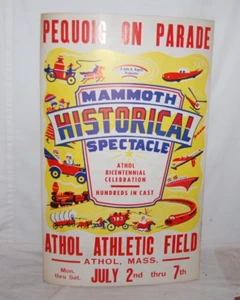 PEQUOIG ON PARADE
MAMMOTH
HISTORICAL
SPECTACLE
ATHOL
BICENTENNIAL
CELEBRATION
HUNDREDS IN CAST
ATHOL ATHLETIC FIELD
ATHOL, MASS.
Mon.
thru Sat.
JULY 2nd thru 7th